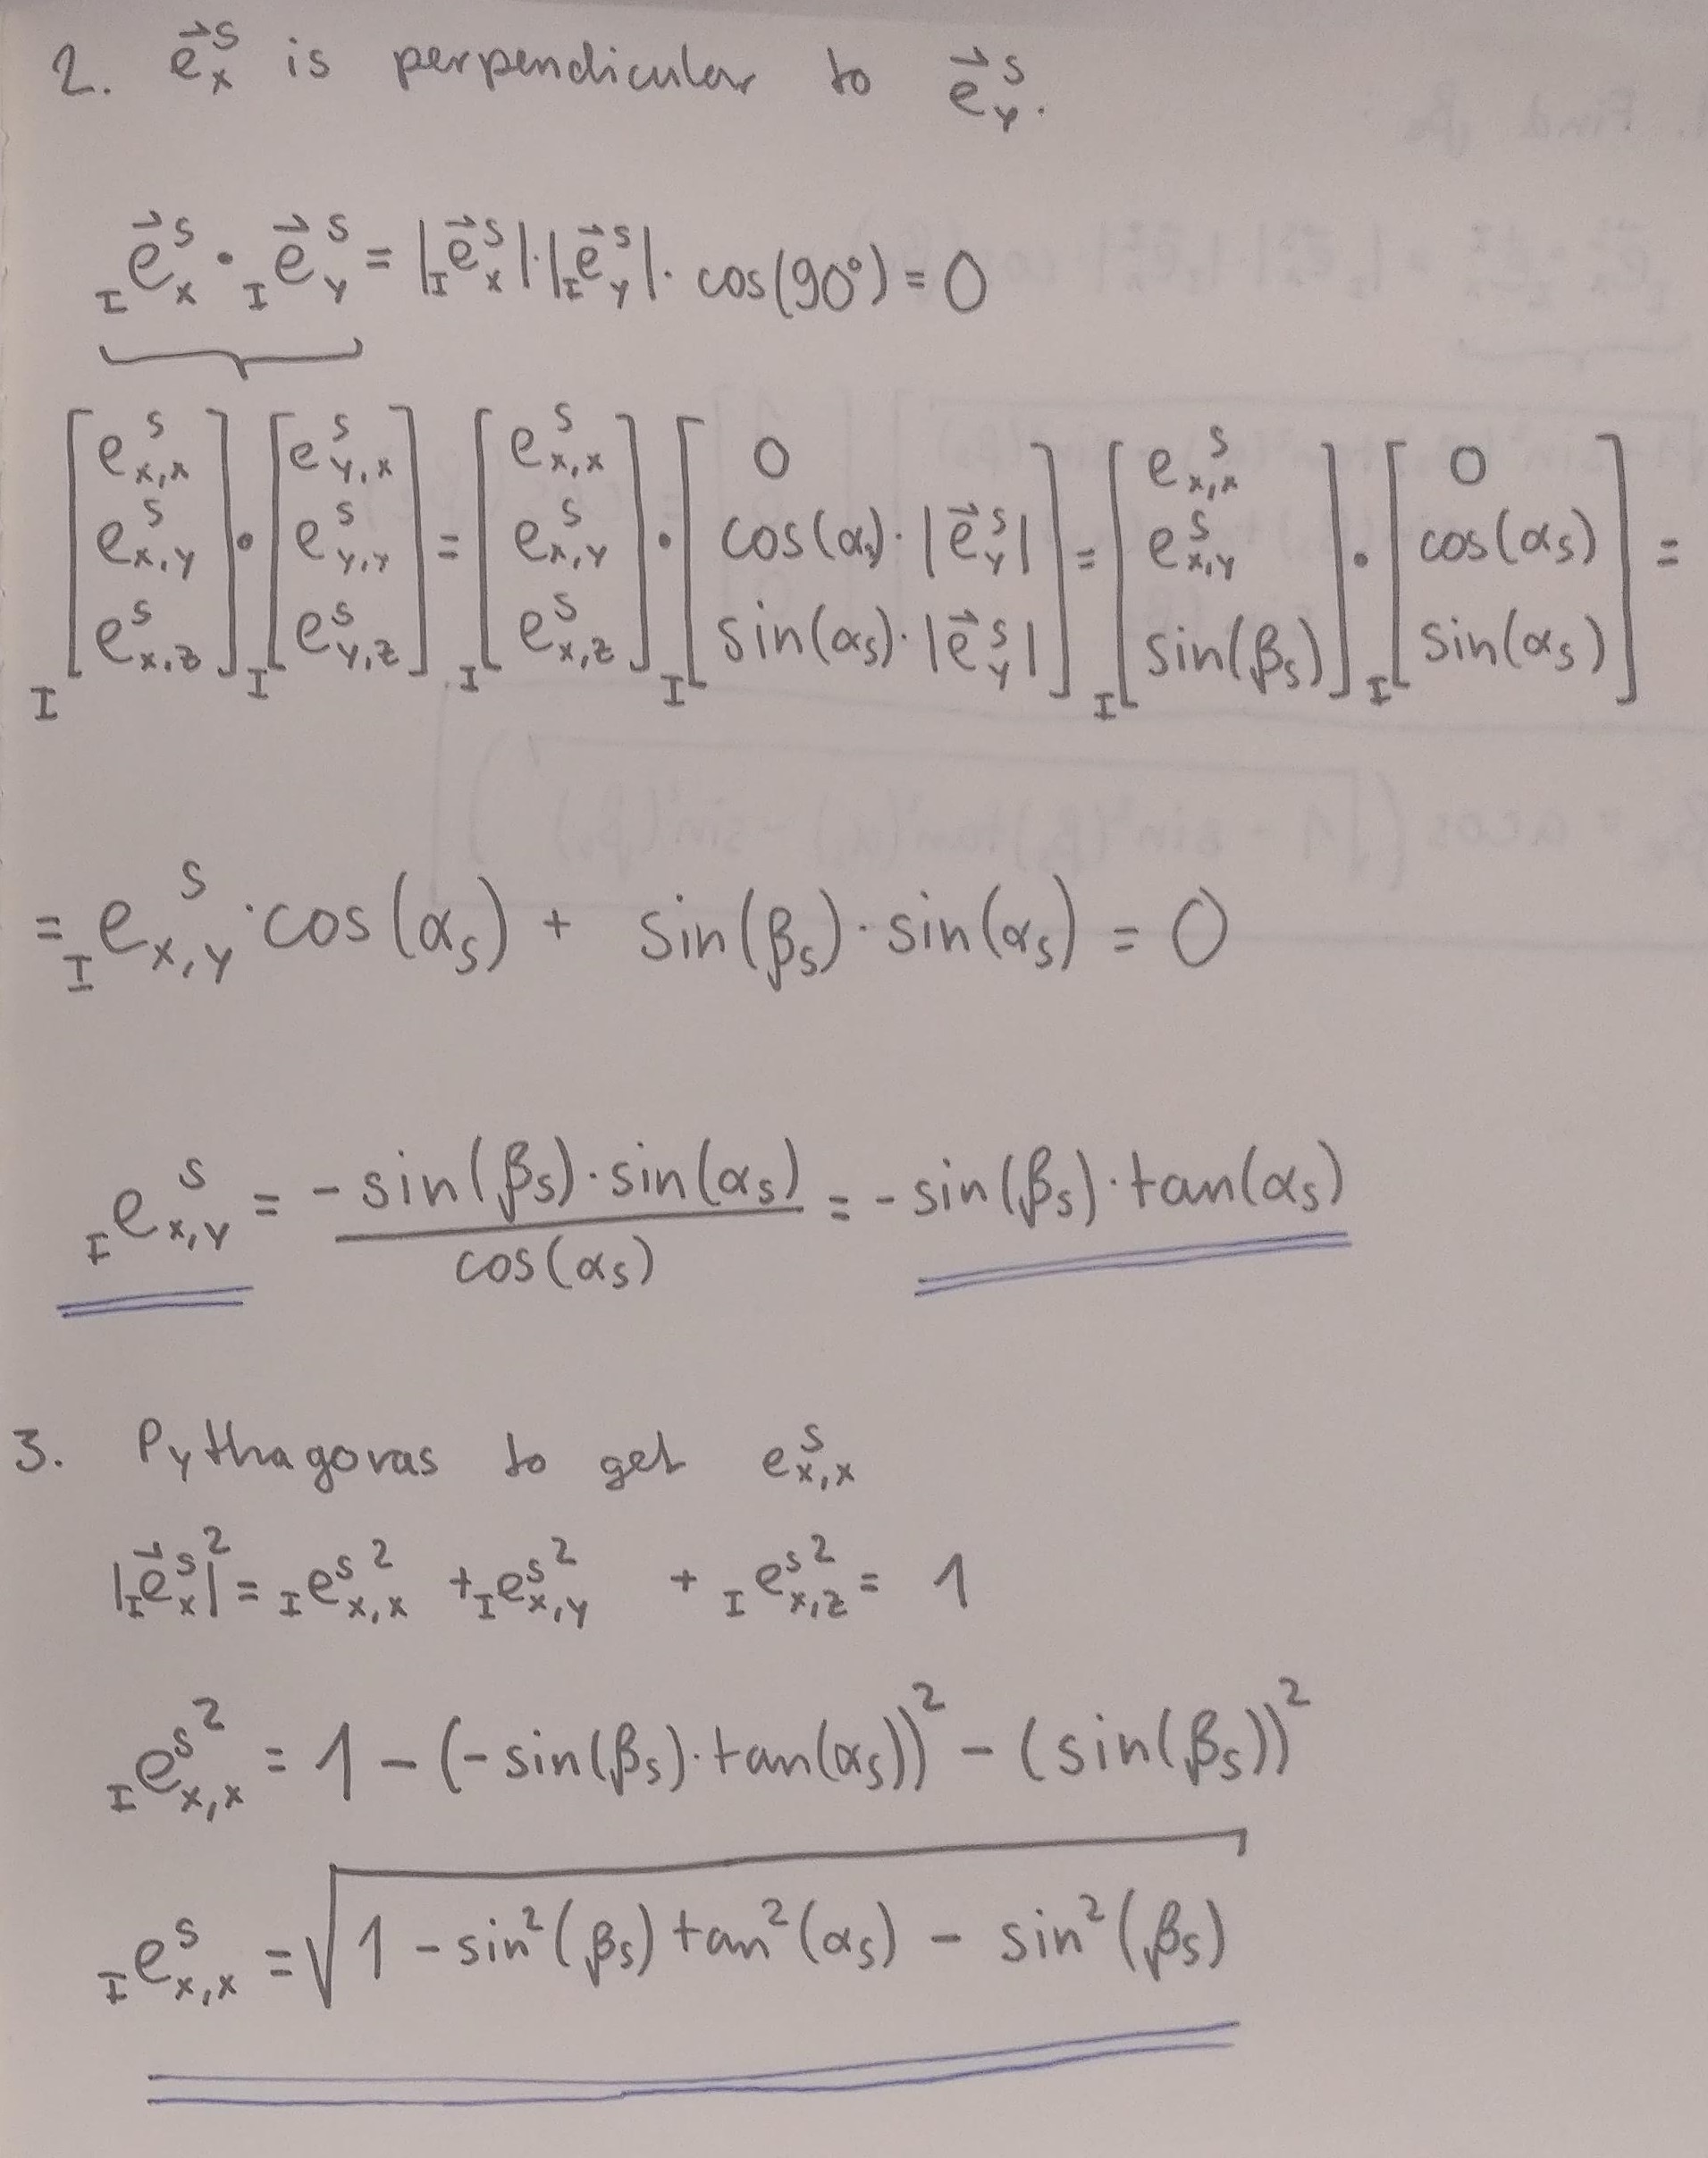 2. $\vec{e}_x^S$ is perpendicular to $\vec{e}_y^S$.
${}_I\vec{e}_x^S \cdot {}_I\vec{e}_y^S = |{}_I\vec{e}_x^S| \cdot |{}_I\vec{e}_y^S| \cdot \cos(90°) = 0$
${}_I\begin{bmatrix} e_{x,x}^S \\ e_{x,y}^S \\ e_{x,z}^S \end{bmatrix} \cdot {}_I\begin{bmatrix} e_{y,x}^S \\ e_{y,y}^S \\ e_{y,z}^S \end{bmatrix} = {}_I\begin{bmatrix} e_{x,x}^S \\ e_{x,y}^S \\ e_{x,z}^S \end{bmatrix} \cdot {}_I\begin{bmatrix} 0 \\ \cos(\alpha_S) \cdot |\vec{e}_y^S| \\ \sin(\alpha_S) \cdot |\vec{e}_y^S| \end{bmatrix} = {}_I\begin{bmatrix} e_{x,x}^S \\ e_{x,y}^S \\ \sin(\beta_S) \end{bmatrix} \cdot {}_I\begin{bmatrix} 0 \\ \cos(\alpha_S) \\ \sin(\alpha_S) \end{bmatrix} =$
$= {}_I e_{x,y}^S \cdot \cos(\alpha_S) + \sin(\beta_S) \cdot \sin(\alpha_S) = 0$
${}_I e_{x,y}^S = \frac{-\sin(\beta_S) \cdot \sin(\alpha_S)}{\cos(\alpha_S)} = -\sin(\beta_S) \cdot \tan(\alpha_S)$
3. Pythagoras to get $e_{x,x}^S$
$|{}_I\vec{e}_x^S|^2 = {}_I e_{x,x}^{S\,2} + {}_I e_{x,y}^{S\,2} + {}_I e_{x,z}^{S\,2} = 1$
${}_I e_{x,x}^{S\,2} = 1 - (-\sin(\beta_S) \cdot \tan(\alpha_S))^2 - (\sin(\beta_S))^2$
${}_I e_{x,x}^S = \sqrt{1 - \sin^2(\beta_S) \tan^2(\alpha_S) - \sin^2(\beta_S)}$